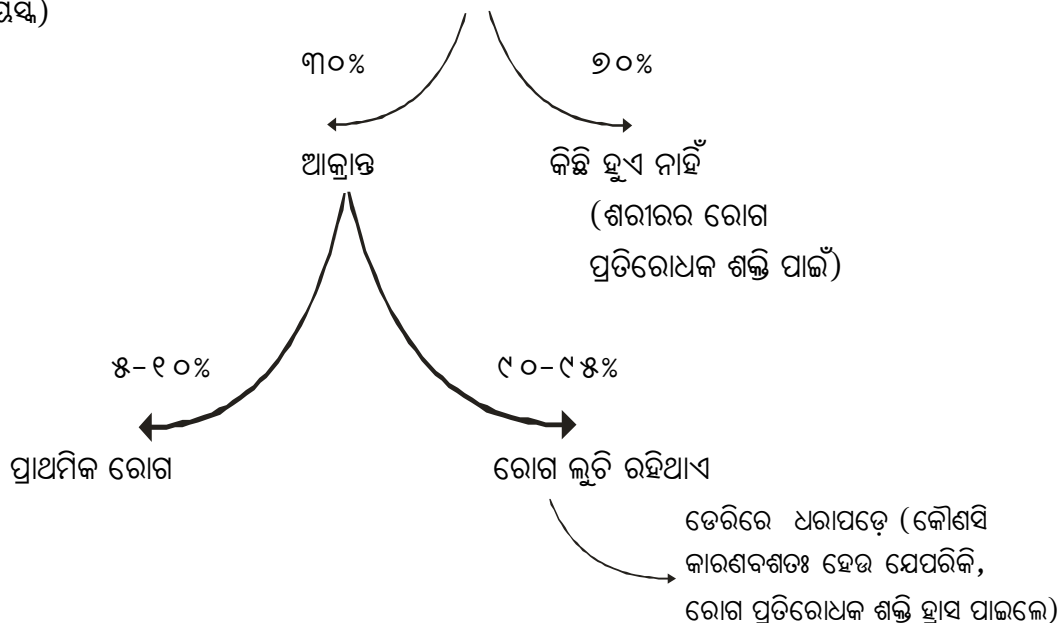 ୩୦% ୭୦%
ଆକ୍ରାନ୍ତ କିଛି ହୁଏ ନାହିଁ
(ଶରୀରର ରୋଗ
ପ୍ରତିରୋଧକ ଶକ୍ତି ପାଇଁ)
୫-୧୦% ୯୦-୯୫%
ପ୍ରାଥମିକ ରୋଗ ରୋଗ ଲୁଚି ରହିଥାଏ
ଡେରିରେ ଧରାପଡ଼େ (କୌଣସି
କାରଣବଶତଃ ହେଉ ଯେପରିକି,
ରୋଗ ପ୍ରତିରୋଧକ ଶକ୍ତି ହ୍ରାସ ପାଇଲେ)